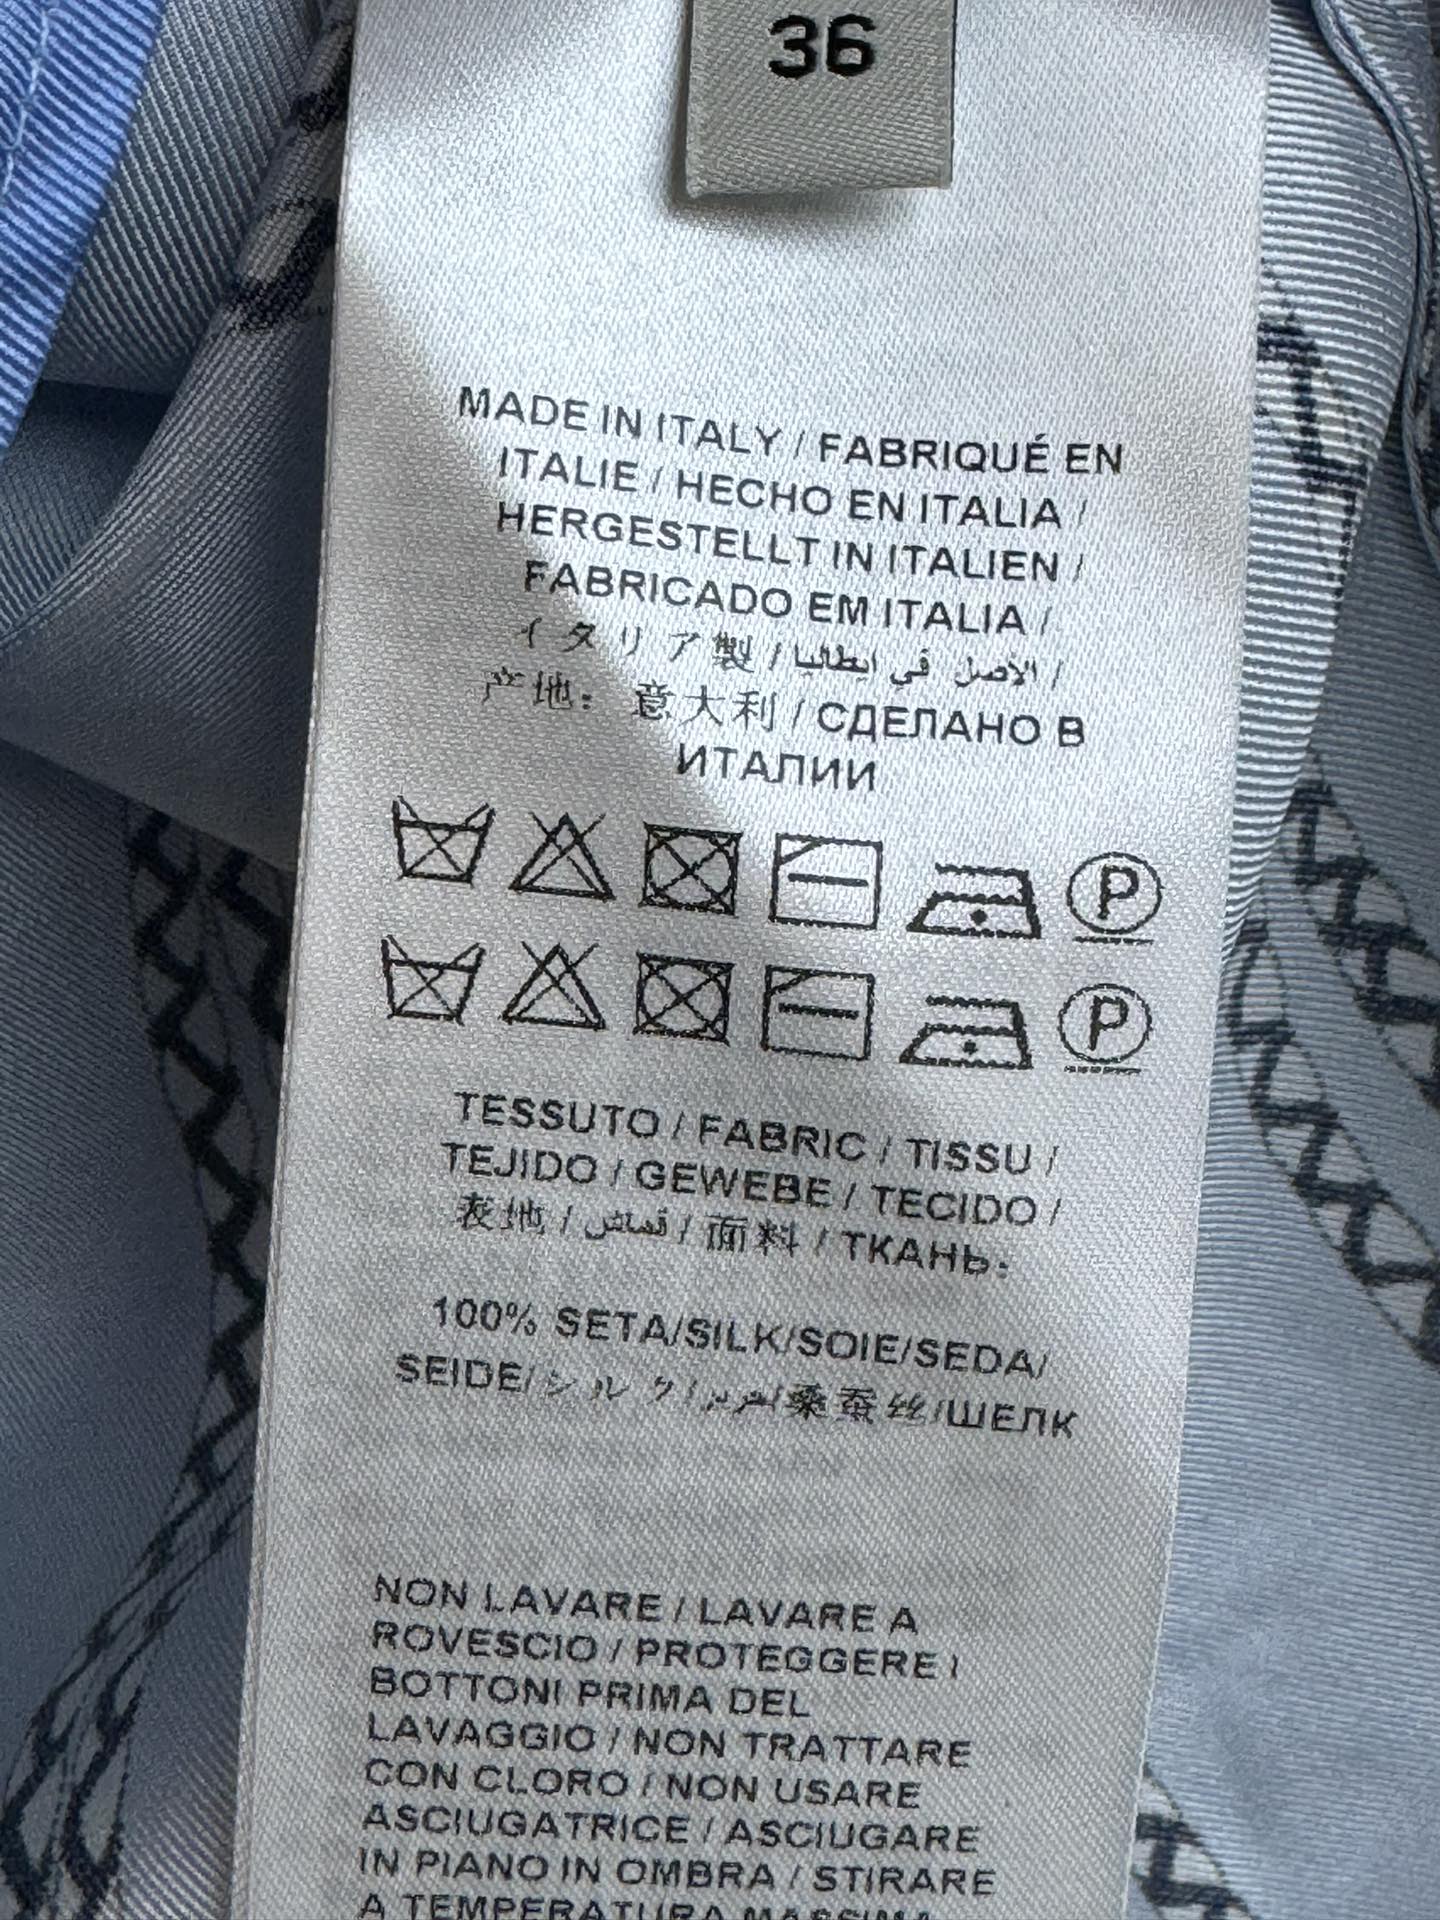 36
MADE IN ITALY / FABRIQUÉ EN
ITALIE / HECHO EN ITALIA /
HERGESTELLT IN ITALIEN /
FABRICADO EM ITALIA /
イタリア製 / الأصل في إيطاليا /
产地: 意大利 / СДЕЛАНО В
ИТАЛИИ
P
P
TESSUTO / FABRIC / TISSU /
TEJIDO / GEWEBE / TECIDO /
表地 / قماش / 面料 / ТКАНЬ:
100% SETA/SILK/SOIE/SEDA/
SEIDE/シルク/حرير/桑蚕丝/ШЕЛК
NON LAVARE / LAVARE A
ROVESCIO / PROTEGGERE I
BOTTONI PRIMA DEL
LAVAGGIO / NON TRATTARE
CON CLORO / NON USARE
ASCIUGATRICE / ASCIUGARE
IN PIANO IN OMBRA / STIRARE
A TEMPERATURA MASSIMA